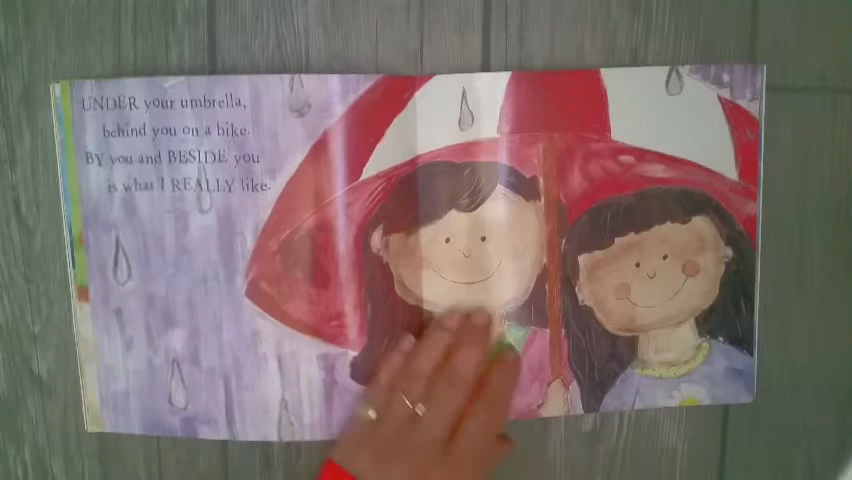 UNDER your umbrella,
behind you on a bike.
BY you and BESIDE you
is what I REALLY like.